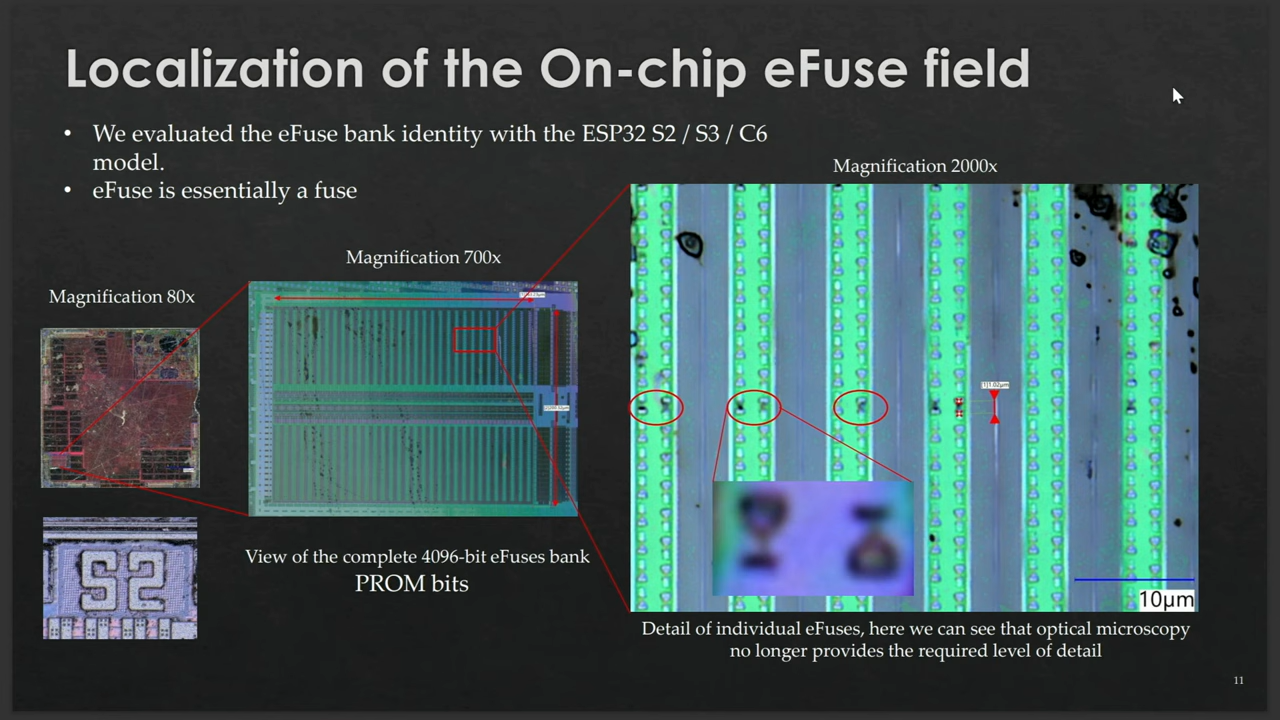 Localization of the On-chip eFuse field
• We evaluated the eFuse bank identity with the ESP32 S2 / S3 / C6
model.
• eFuse is essentially a fuse
Magnification 2000x
Magnification 700x
Magnification 80x
[1]1.02µm
S2
View of the complete 4096-bit eFuses bank
PROM bits
10µm
Detail of individual eFuses, here we can see that optical microscopy
no longer provides the required level of detail
11